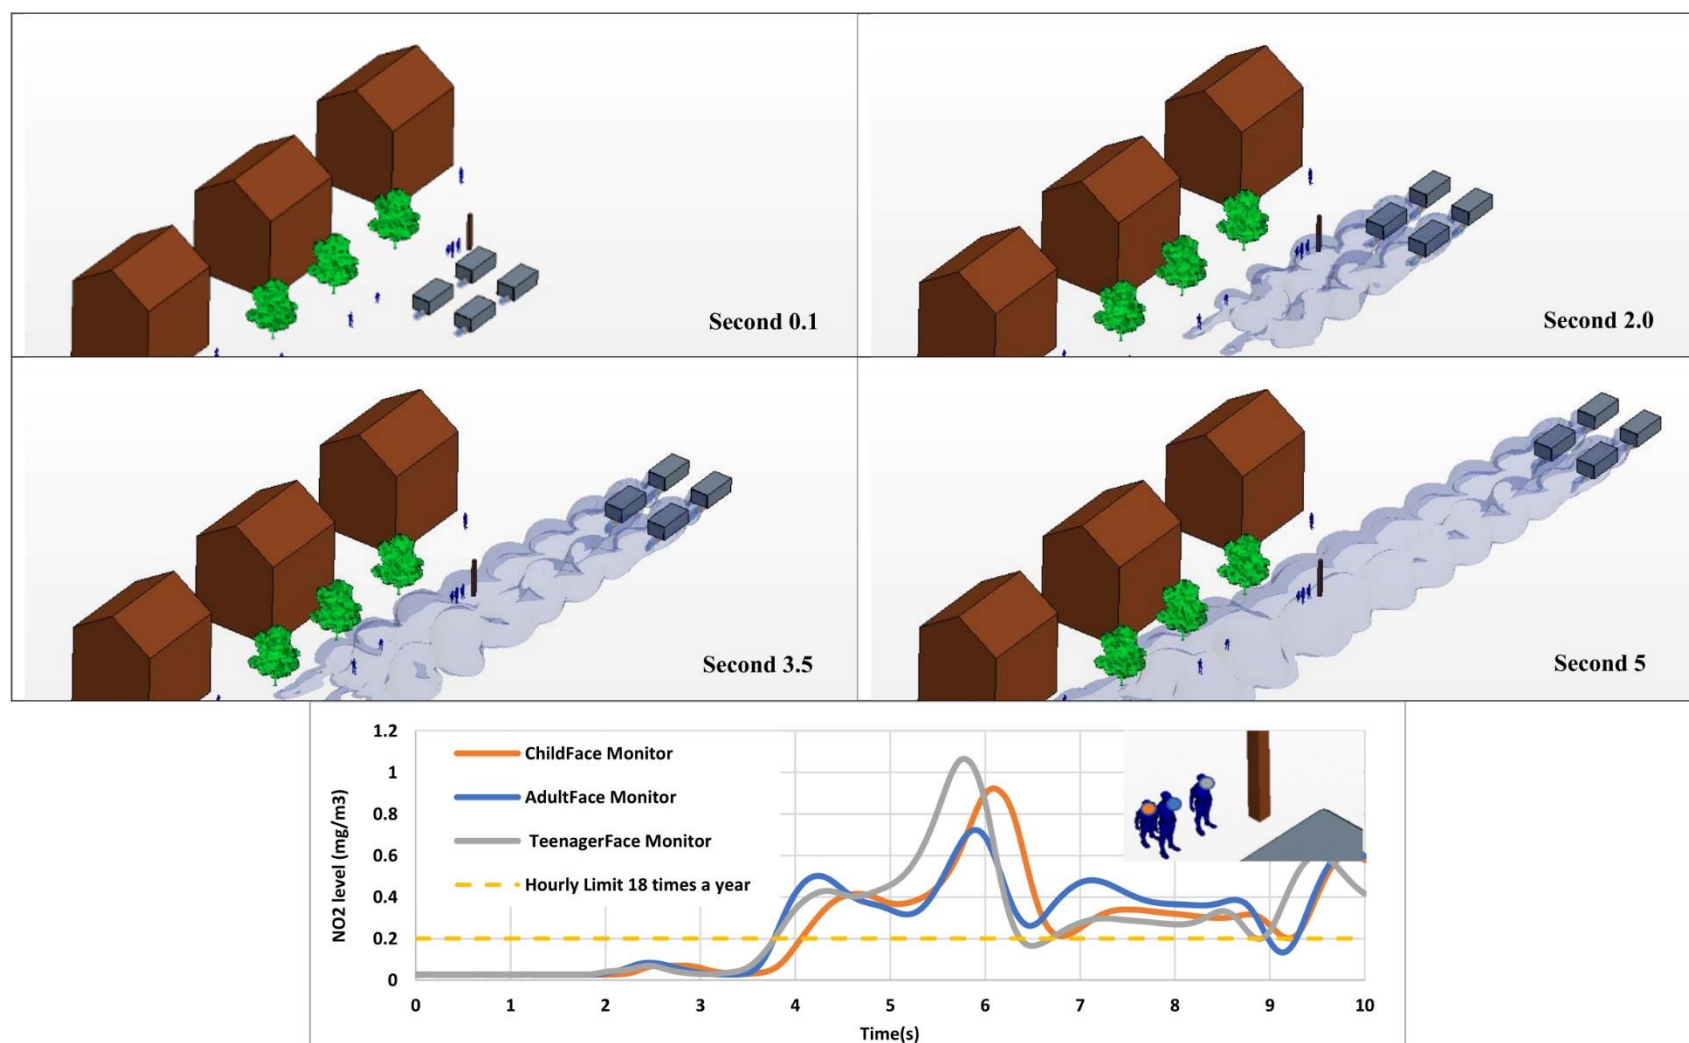 Second 0.1
Second 2.0
Second 3.5
Second 5
1.2
1
0.8
0.6
0.4
0.2
0
NO2 level (mg/m3)
ChildFace Monitor
AdultFace Monitor
TeenagerFace Monitor
Hourly Limit 18 times a year
0 1 2 3 4 5 6 7 8 9 10
Time(s)